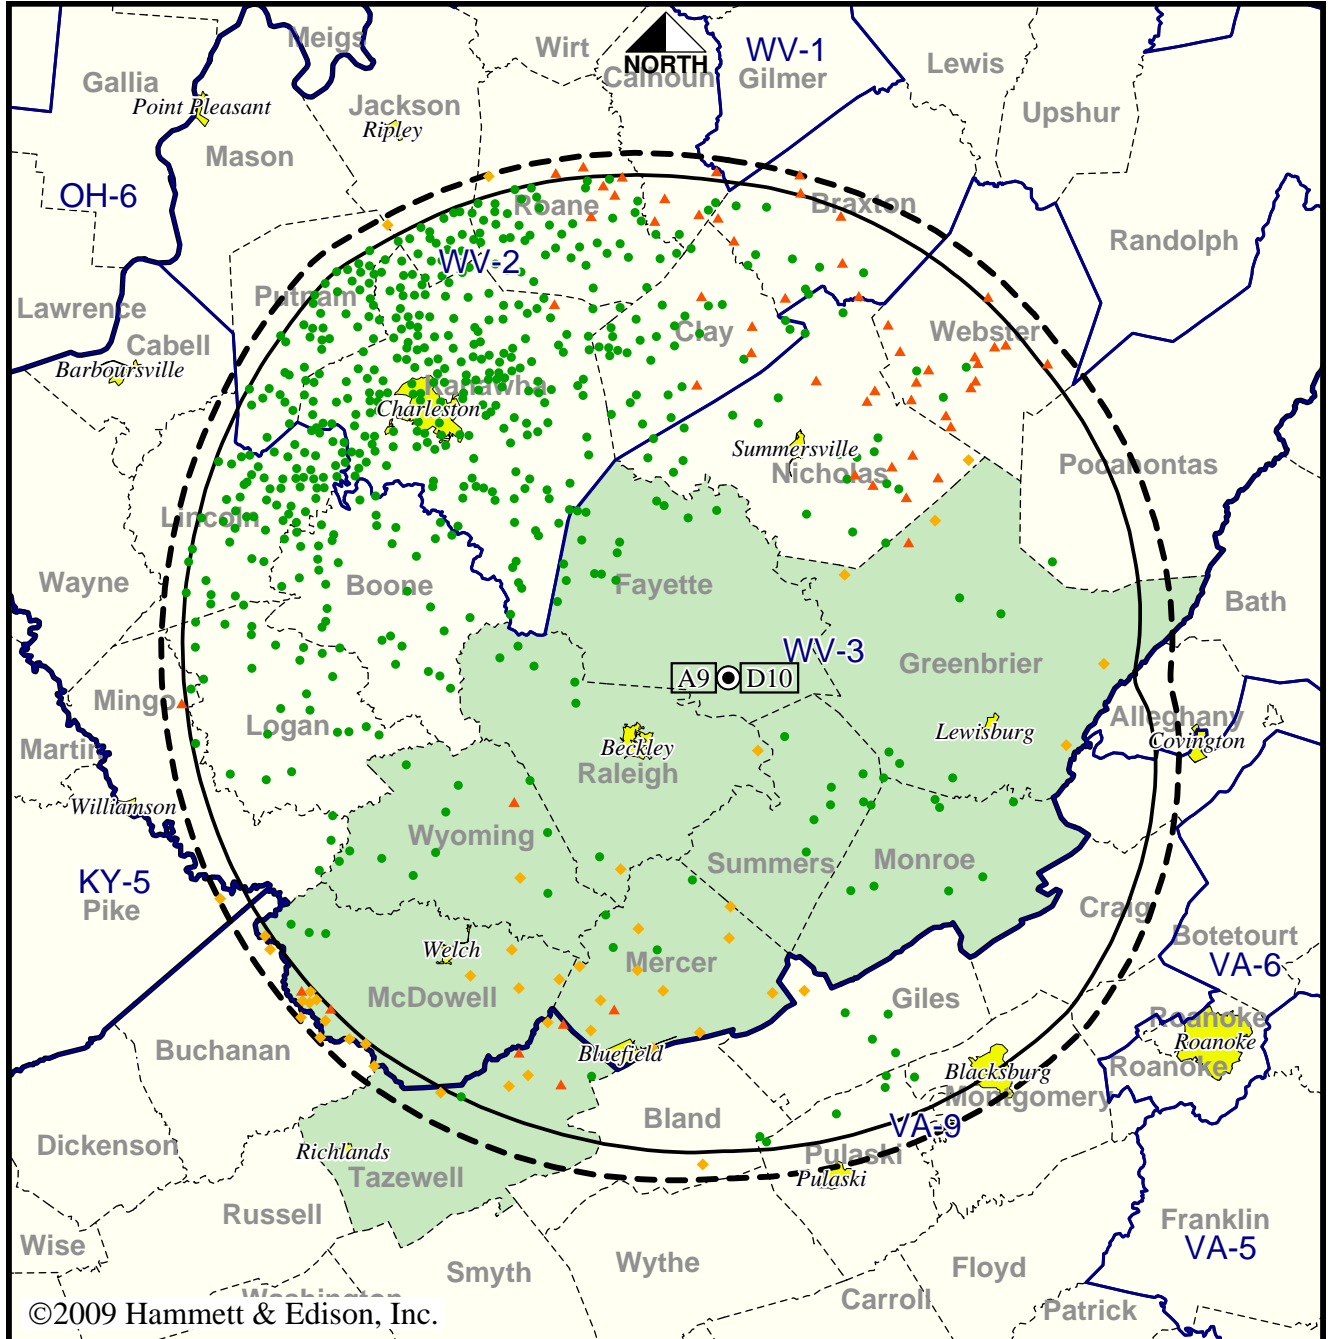 Meigs
Wirt
WV-1
Lewis
Gallia
NORTH
Calhoun
Gilmer
Point Pleasant
Jackson
Ripley
Upshur
Mason
OH-6
Roane
Braxton
Randolph
WV-2
Putnam
Lawrence
Clay
Webster
Cabell
Barboursville
Kanawha
Charleston
Summersville
Nicholas
Pocahontas
Lincoln
Wayne
Boone
Fayette
Bath
WV-3
Greenbrier
A9
D10
Mingo
Logan
Alleghany
Lewisburg
Covington
Martin
Beckley
Raleigh
Williamson
Wyoming
Summers
Monroe
KY-5
Pike
Craig
Botetourt
Welch
VA-6
Mercer
McDowell
Giles
Roanoke
Roanoke
Buchanan
Bluefield
Blacksburg
Roanoke
Montgomery
Bland
VA-9
Dickenson
Richlands
Pulaski
Tazewell
Pulaski
Russell
Franklin
Wise
VA-5
Wythe
Smyth
Floyd
Washington
Carroll
Patrick
©2009 Hammett & Edison, Inc.